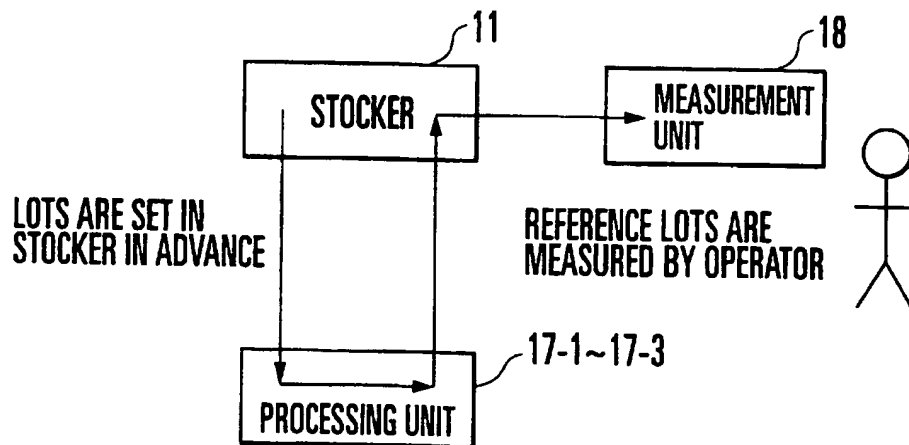 11
18
STOCKER
MEASUREMENT
UNIT
LOTS ARE SET IN
STOCKER IN ADVANCE
REFERENCE LOTS ARE
MEASURED BY OPERATOR
17-1~17-3
PROCESSING UNIT